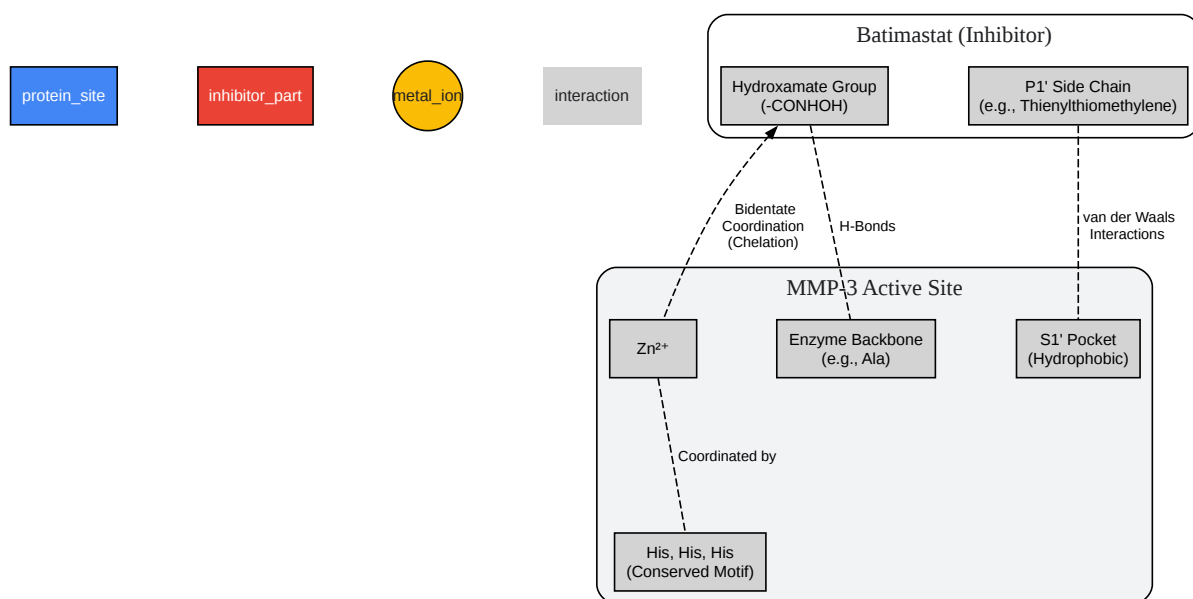 protein_site
inhibitor_part
metal_ion
interaction
Batimastat (Inhibitor)
Hydroxamate Group
(-CONHOH)
P1' Side Chain
(e.g., Thienylthiomethylene)
Bidentate
Coordination
(Chelation)
H-Bonds
van der Waals
Interactions
MMP-3 Active Site
Zn²⁺
Enzyme Backbone
(e.g., Ala)
S1' Pocket
(Hydrophobic)
Coordinated by
His, His, His
(Conserved Motif)